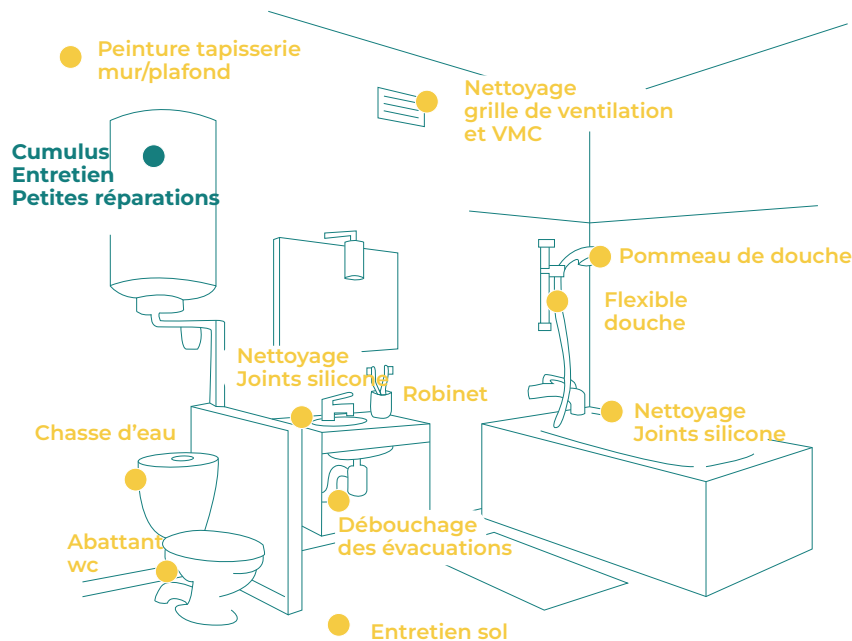 Peinture tapisserie
mur/plafond
Nettoyage
grille de ventilation
et VMC
Cumulus
Entretien
Petites réparations
Pommeau de douche
Flexible
douche
Nettoyage
Joints silicone
Robinet
Nettoyage
Joints silicone
Chasse d’eau
Débouchage
des évacuations
Abattant
wc
Entretien sol